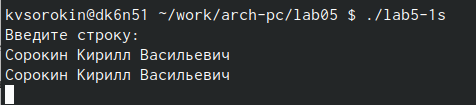 kvsorokin@dk6n51 ~/work/arch-pc/lab05 $ ./lab5-1s
Введите строку:
Сорокин Кирилл Васильевич
Сорокин Кирилл Васильевич